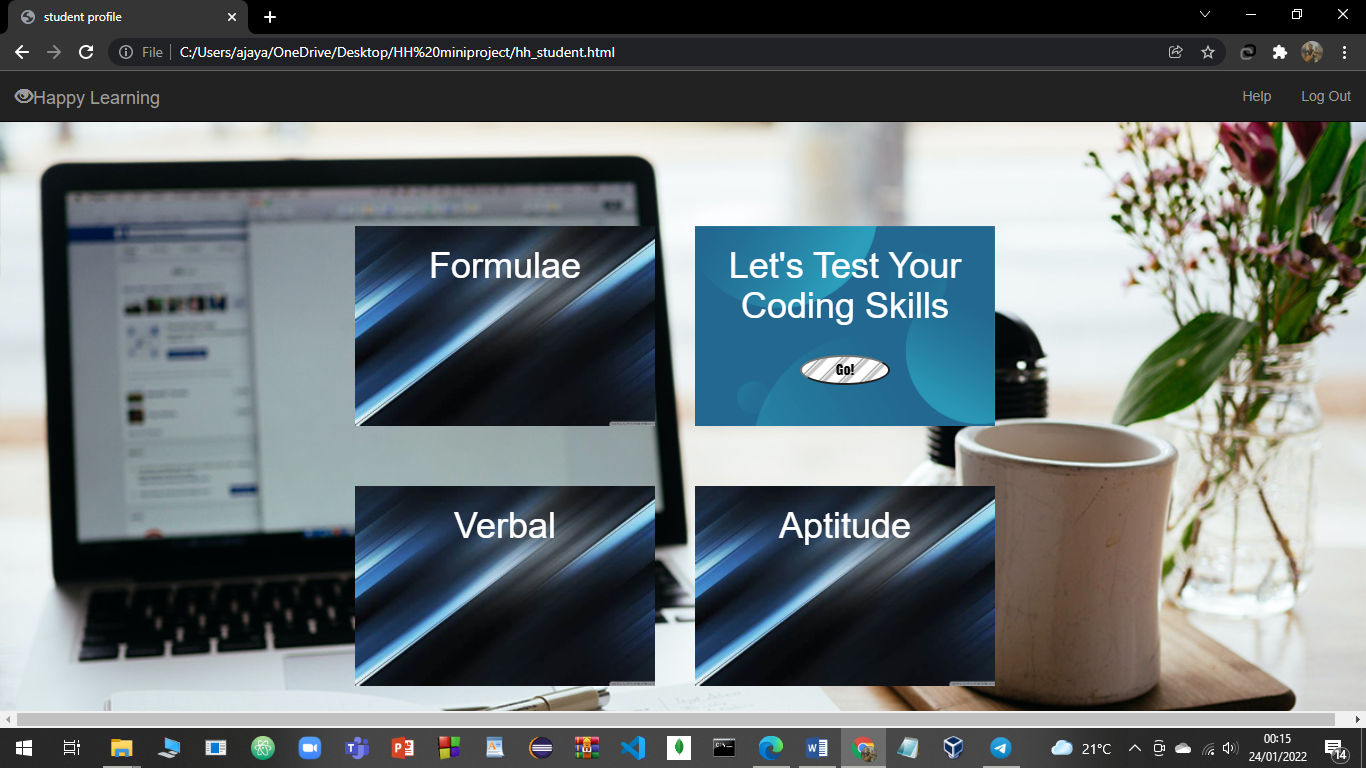 student profile
File C:/Users/ajaya/OneDrive/Desktop/HH%20miniproject/hh_student.html
Happy Learning
Help
Log Out
Formulae
Let's Test Your
Coding Skills
Go!
Verbal
Aptitude
21°C
00:15
24/01/2022
14